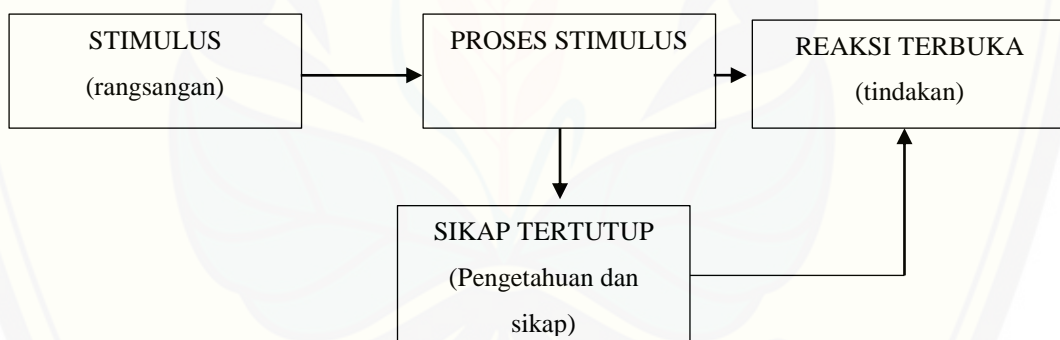 STIMULUS
(rangsangan)
PROSES STIMULUS
REAKSI TERBUKA
(tindakan)
SIKAP TERTUTUP
(Pengetahuan dan
sikap)